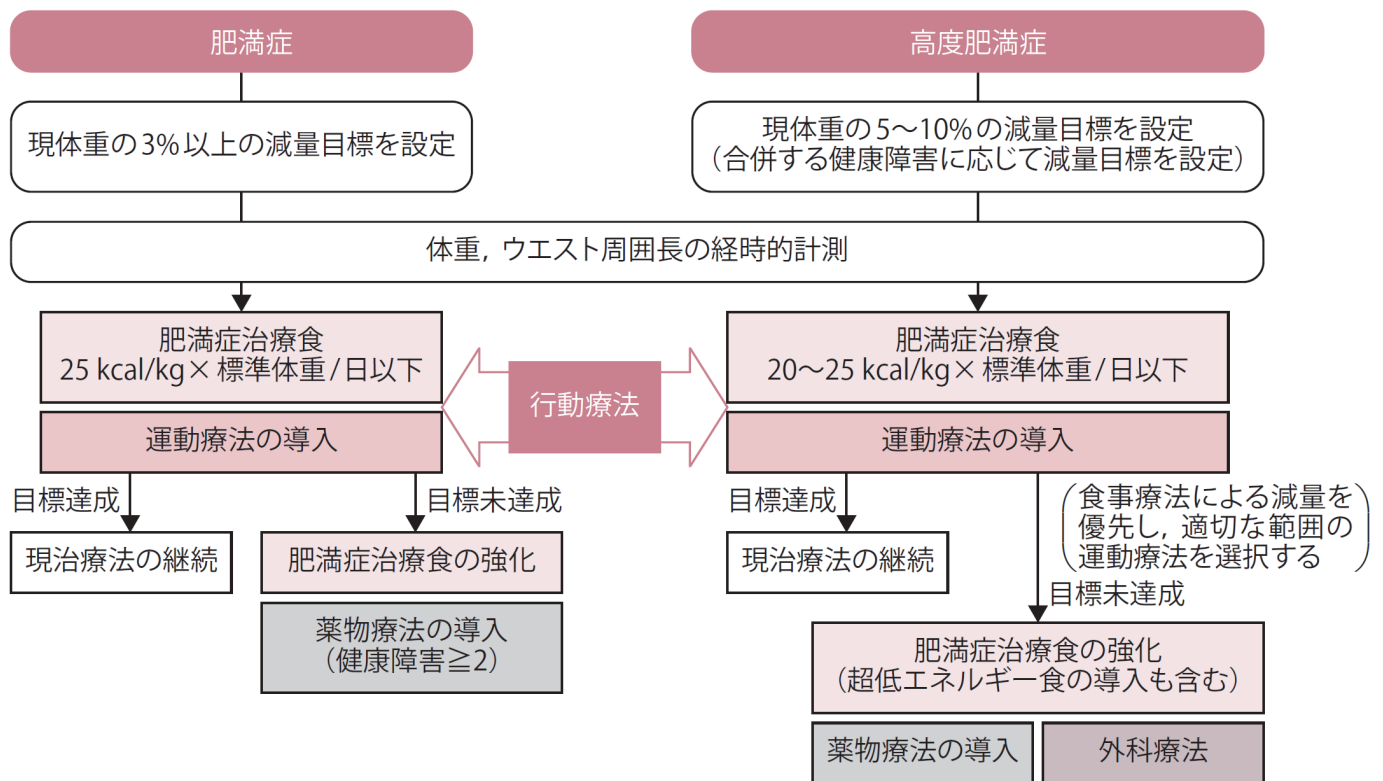 肥満症
高度肥満症
現体重の3%以上の減量目標を設定
現体重の5～10%の減量目標を設定
（合併する健康障害に応じて減量目標を設定）
体重，ウエスト周囲長の経時的計測
肥満症治療食
25 kcal/kg×標準体重/日以下
運動療法の導入
行動療法
肥満症治療食
20～25 kcal/kg×標準体重/日以下
運動療法の導入
目標達成
目標未達成
現治療法の継続
肥満症治療食の強化
薬物療法の導入
（健康障害≧2）
目標達成
（食事療法による減量を
優先し，適切な範囲の
運動療法を選択する）
現治療法の継続
目標未達成
肥満症治療食の強化
（超低エネルギー食の導入も含む）
薬物療法の導入
外科療法